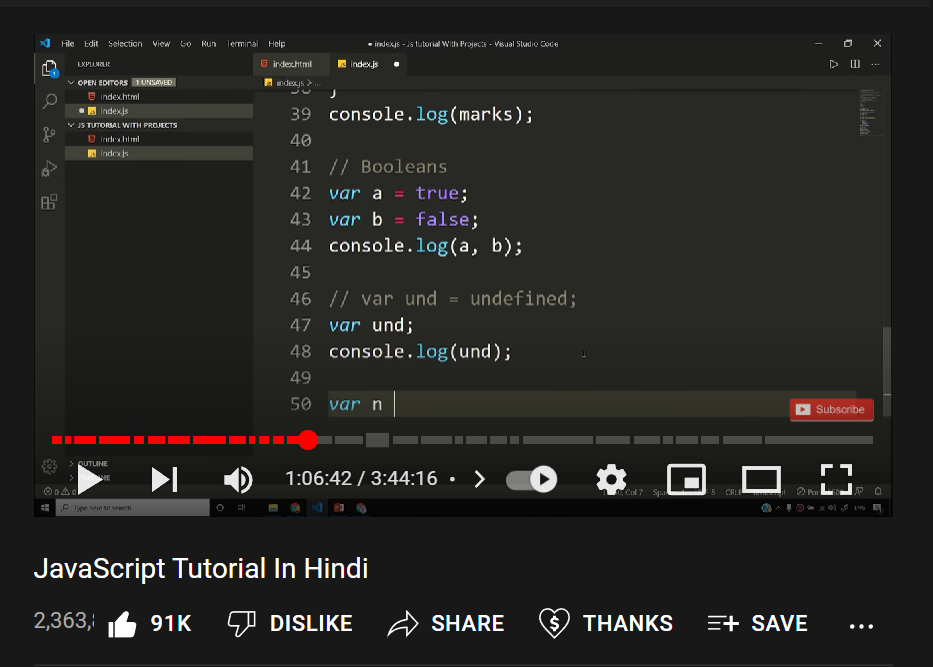 File Edit Selection View Go Run Terminal Help
● index.js - Js tutorial With Projects - Visual Studio Code
EXPLORER
OPEN EDITORS 1 UNSAVED
index.html
index.js
JS TUTORIAL WITH PROJECTS
index.html
index.js
OUTLINE
index.html index.js
index.js > ...
38 }
39 console.log(marks);
40
41 // Booleans
42 var a = true;
43 var b = false;
44 console.log(a, b);
45
46 // var und = undefined;
47 var und;
48 console.log(und);
49
50 var n
Subscribe
1:06:42 / 3:44:16 •
Type here to search
JavaScript Tutorial In Hindi
91K DISLIKE SHARE THANKS SAVE